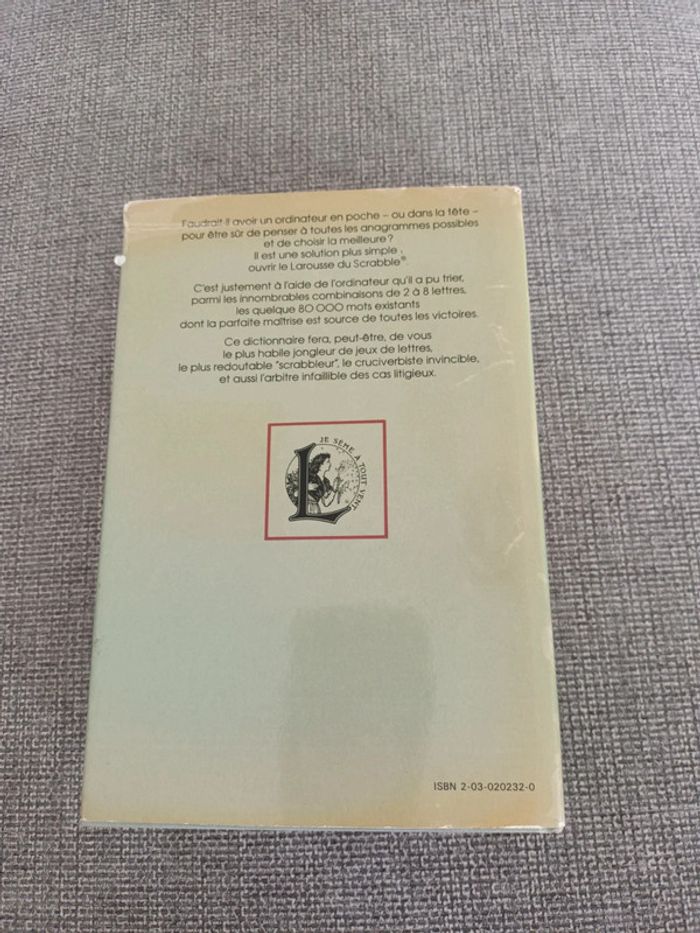 Faudrait-il avoir un ordinateur en poche – ou dans la tête –
pour être sûr de penser à toutes les anagrammes possibles
et de choisir la meilleure ?
Il est une solution plus simple :
ouvrir le Larousse du Scrabble®.
C'est justement à l'aide de l'ordinateur qu'il a pu trier,
parmi les innombrables combinaisons de 2 à 8 lettres,
les quelque 80 000 mots existants
dont la parfaite maîtrise est source de toutes les victoires.
Ce dictionnaire fera, peut-être, de vous
le plus habile jongleur de jeux de lettres,
le plus redoutable "scrabbleur", le cruciverbiste invincible,
et aussi l'arbitre infaillible des cas litigieux.
JE SÈME À TOUT VENT
L
ISBN 2-03-020232-0